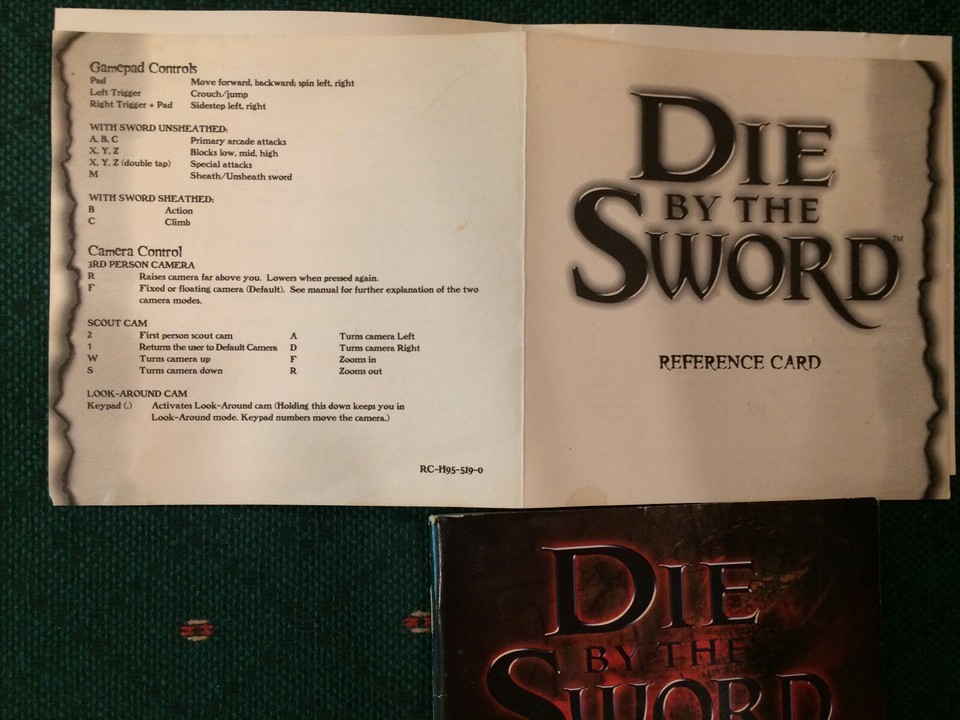 Gamepad Controls
Pad Move forward, backward; spin left, right
Left Trigger Crouch/jump
Right Trigger + Pad Sidestep left, right
WITH SWORD UNSHEATHED:
A, B, C Primary arcade attacks
X, Y, Z Blocks low, mid, high
X, Y, Z (double tap) Special attacks
M Sheath/Unsheath sword
WITH SWORD SHEATHED:
B Action
C Climb
Camera Control
3RD PERSON CAMERA
R Raises camera far above you. Lowers when pressed again.
F Fixed or floating camera (Default). See manual for further explanation of the two
camera modes.
SCOUT CAM
2 First person scout cam A Turns camera Left
1 Returns the user to Default Camera D Turns camera Right
W Turns camera up F Zooms in
S Turns camera down R Zooms out
LOOK-AROUND CAM
Keypad (.) Activates Look-Around cam (Holding this down keeps you in
Look-Around mode. Keypad numbers move the camera.)
RC-H95-519-0
DIE
BY THE
SWORD™
REFERENCE CARD
DIE
BY THE
SWORD